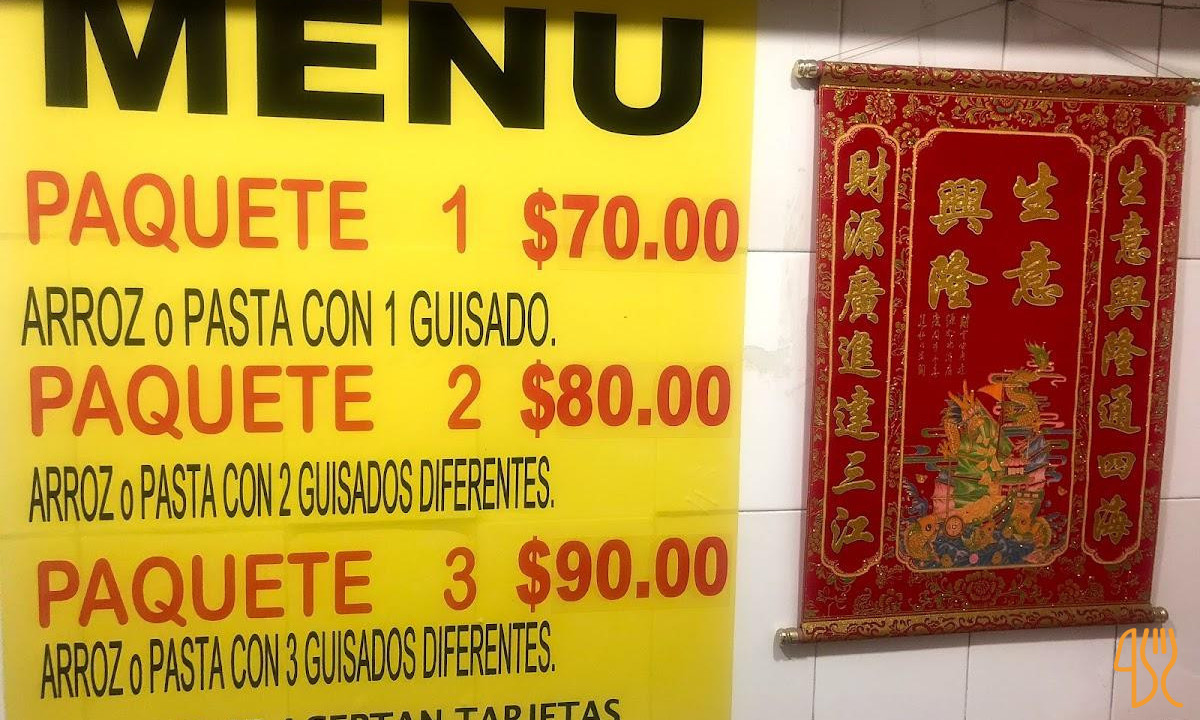 MENU
PAQUETE 1 $70.00
ARROZ o PASTA CON 1 GUISADO.
PAQUETE 2 $80.00
ARROZ o PASTA CON 2 GUISADOS DIFERENTES.
PAQUETE 3 $90.00
ARROZ o PASTA CON 3 GUISADOS DIFERENTES.
ACEPTAN TARJETAS
生意興隆通四海
生意
興隆
財源廣進達三江